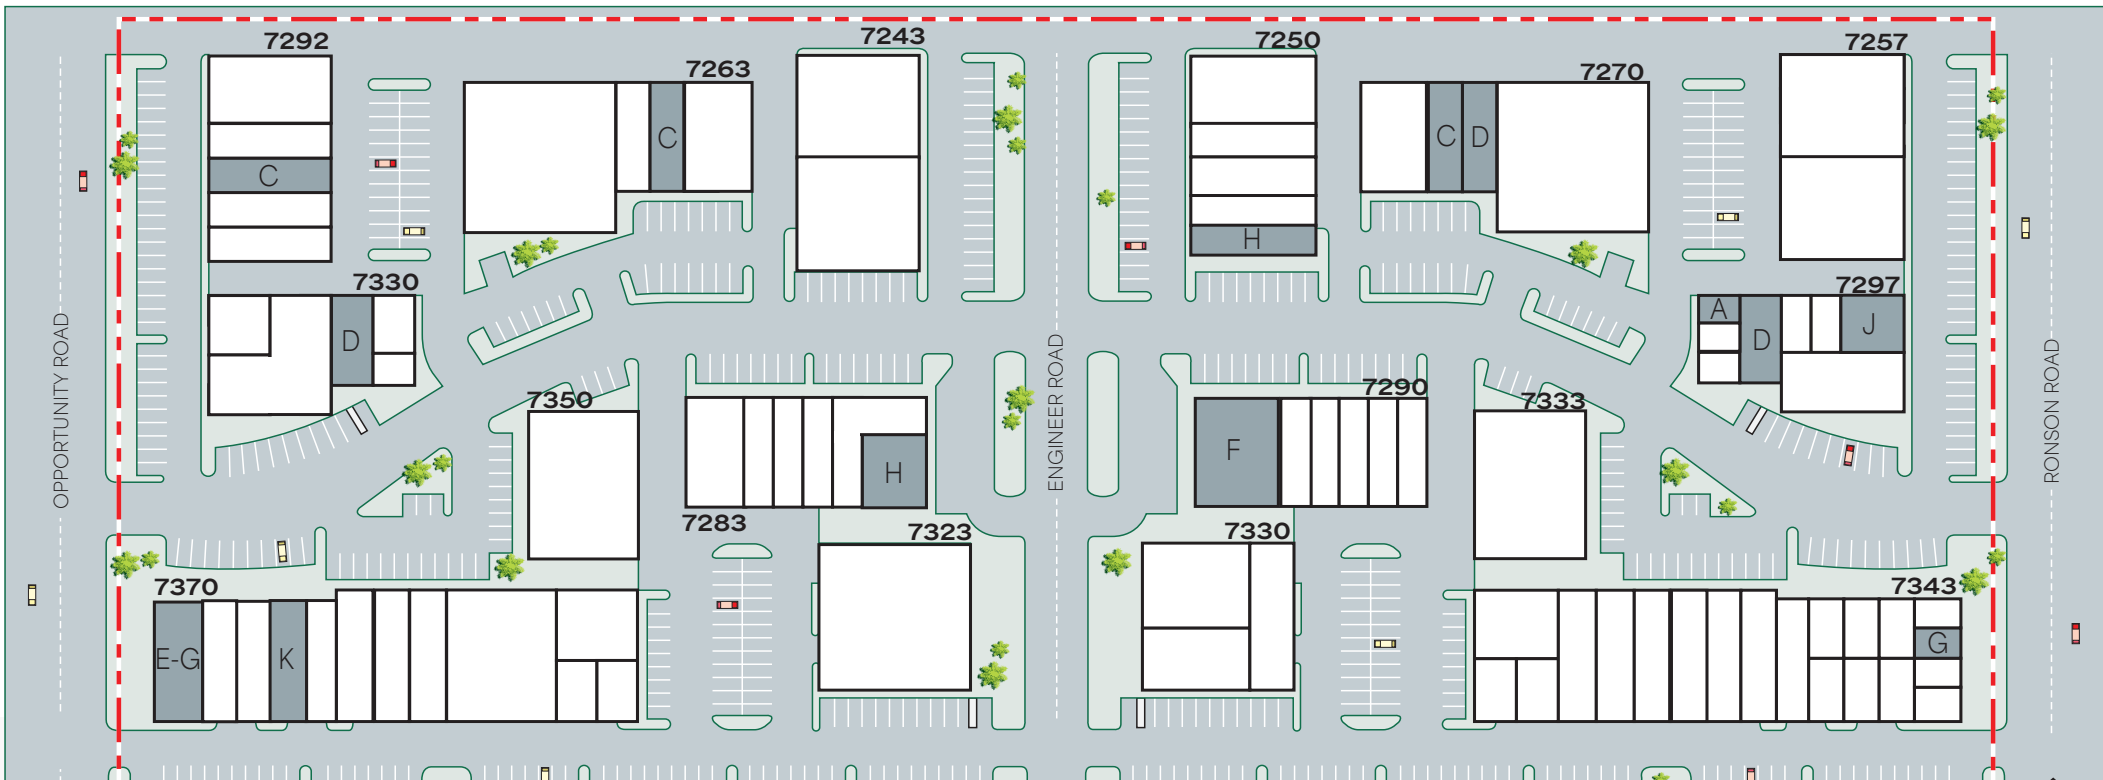 7292
7263
7243
7250
7270
7257
C
C
H
C D
7330
D
7297
A
D
J
OPPORTUNITY ROAD
ENGINEER ROAD
RONSON ROAD
7350
7290
7333
H
F
7283
7323
7330
7370
7343
E-G
K
G